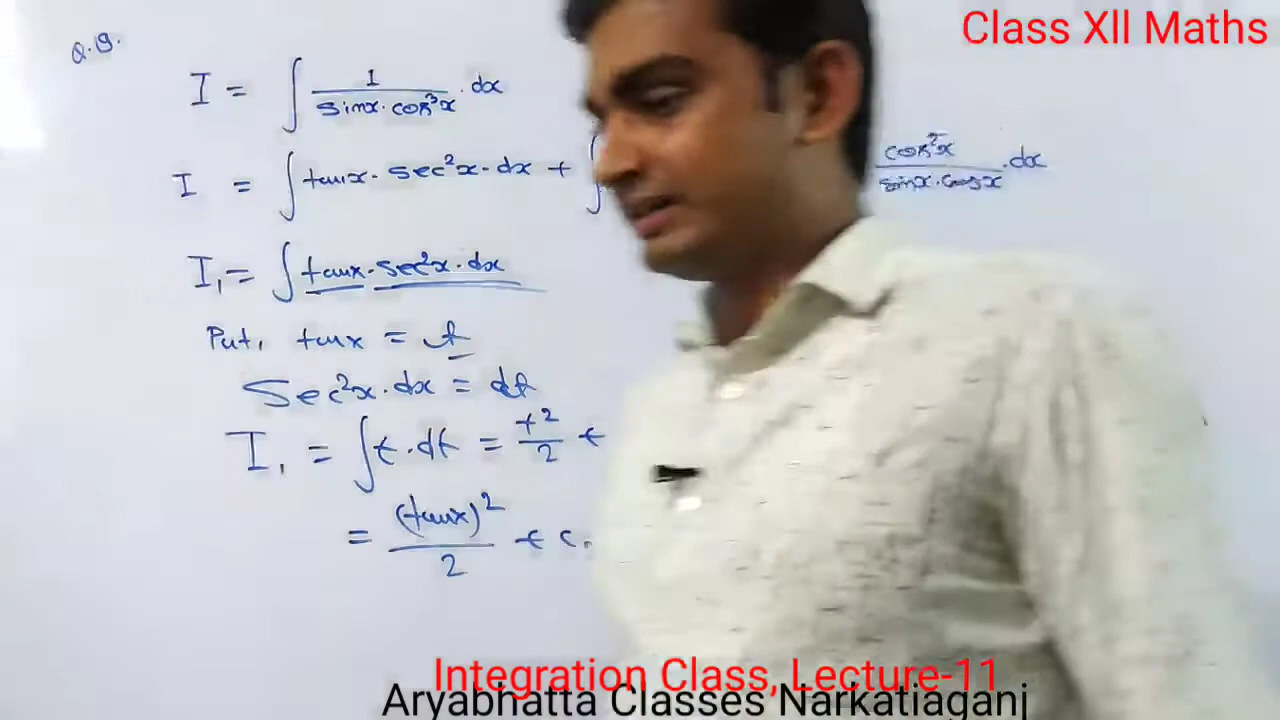 Class XII Maths
Q.9.
I = ∫ 1/(sinx.cos³x) .dx
I = ∫ tanx.sec²x.dx + ∫ cos²x/(sinx.cosx) .dx
I₁ = ∫ tanx.sec²x.dx
Put, tanx = t
Sec²x.dx = dt
I₁ = ∫ t.dt = t²/2 +
= (tanx)²/2 + c,
Integration Class, Lecture-11
Aryabhatta Classes Narkatiaganj